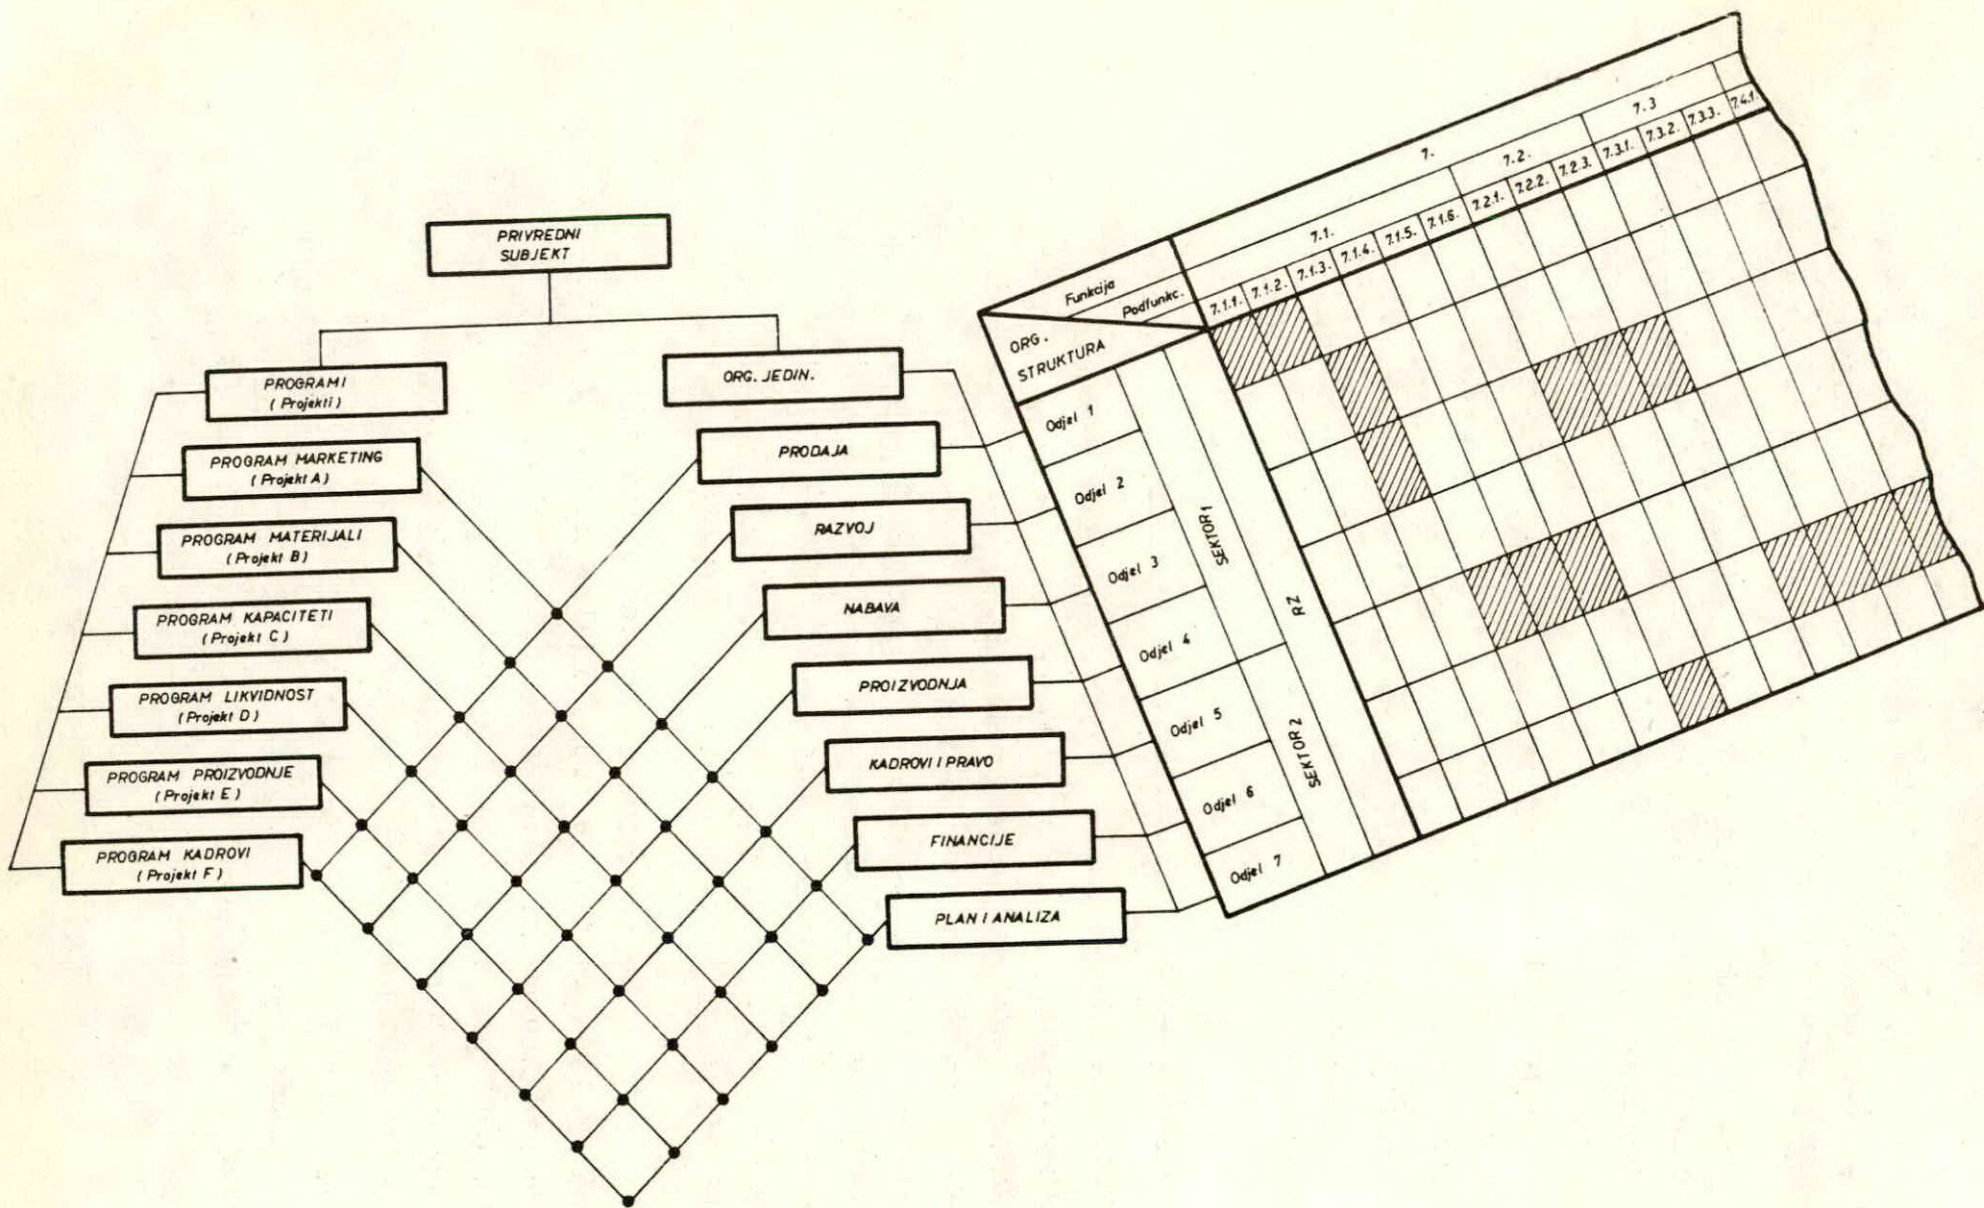 PRIVREDNI
SUBJEKT
PROGRAMI
(Projekti)
PROGRAM MARKETING
(Projekt A)
PROGRAM MATERIJALI
(Projekt B)
PROGRAM KAPACITETI
(Projekt C)
PROGRAM LIKVIDNOST
(Projekt D)
PROGRAM PROIZVODNJE
(Projekt E)
PROGRAM KADROVI
(Projekt F)
ORG. JEDIN.
PRODAJA
RAZVOJ
NABAVA
PROIZVODNJA
KADROVI I PRAVO
FINANCIJE
PLAN I ANALIZA
Funkcija
Podfunkc.
ORG.
STRUKTURA
7.
7.1.
7.2.
7.3
7.1.1.
7.1.2.
7.1.3.
7.1.4.
7.1.5.
7.1.6.
7.2.1.
7.2.2.
7.2.3.
7.3.1.
7.3.2.
7.3.3.
7.4.1.
Odjel 1
Odjel 2
Odjel 3
Odjel 4
Odjel 5
Odjel 6
Odjel 7
SEKTOR 1
SEKTOR 2
RZ